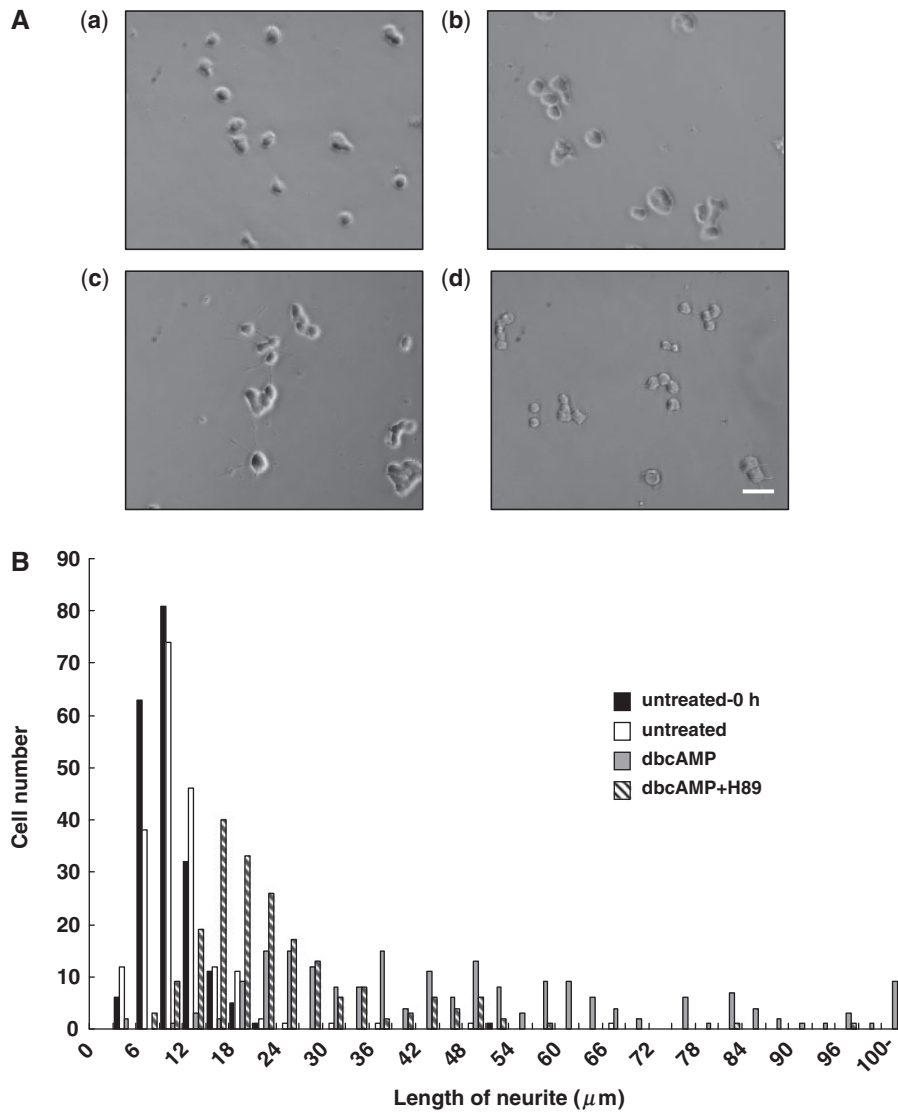 A (a) (b)
(c) (d)
B
90
80
70
60
50
40
30
20
10
0
Cell number
untreated-0 h
untreated
dbcAMP
dbcAMP+H89
0 6 12 18 24 30 36 42 48 54 60 66 72 78 84 90 96 100-
Length of neurite (μm)